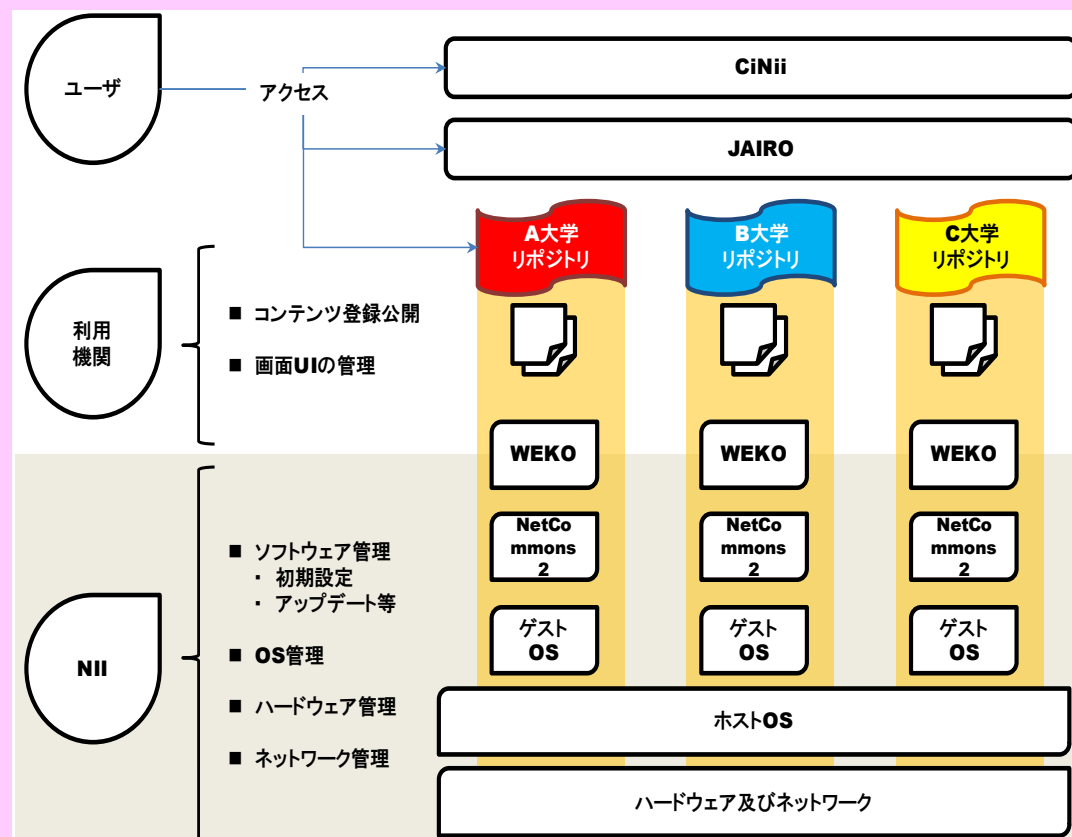 ユーザ
アクセス
CiNii
JAIRO
A大学
リポジトリ
B大学
リポジトリ
C大学
リポジトリ
利用
機関
■ コンテンツ登録公開
■ 画面UIの管理
WEKO
WEKO
WEKO
NII
■ ソフトウェア管理
・ 初期設定
・ アップデート等
■ OS管理
■ ハードウェア管理
■ ネットワーク管理
NetCo
mmons
2
NetCo
mmons
2
NetCo
mmons
2
ゲスト
OS
ゲスト
OS
ゲスト
OS
ホストOS
ハードウェア及びネットワーク